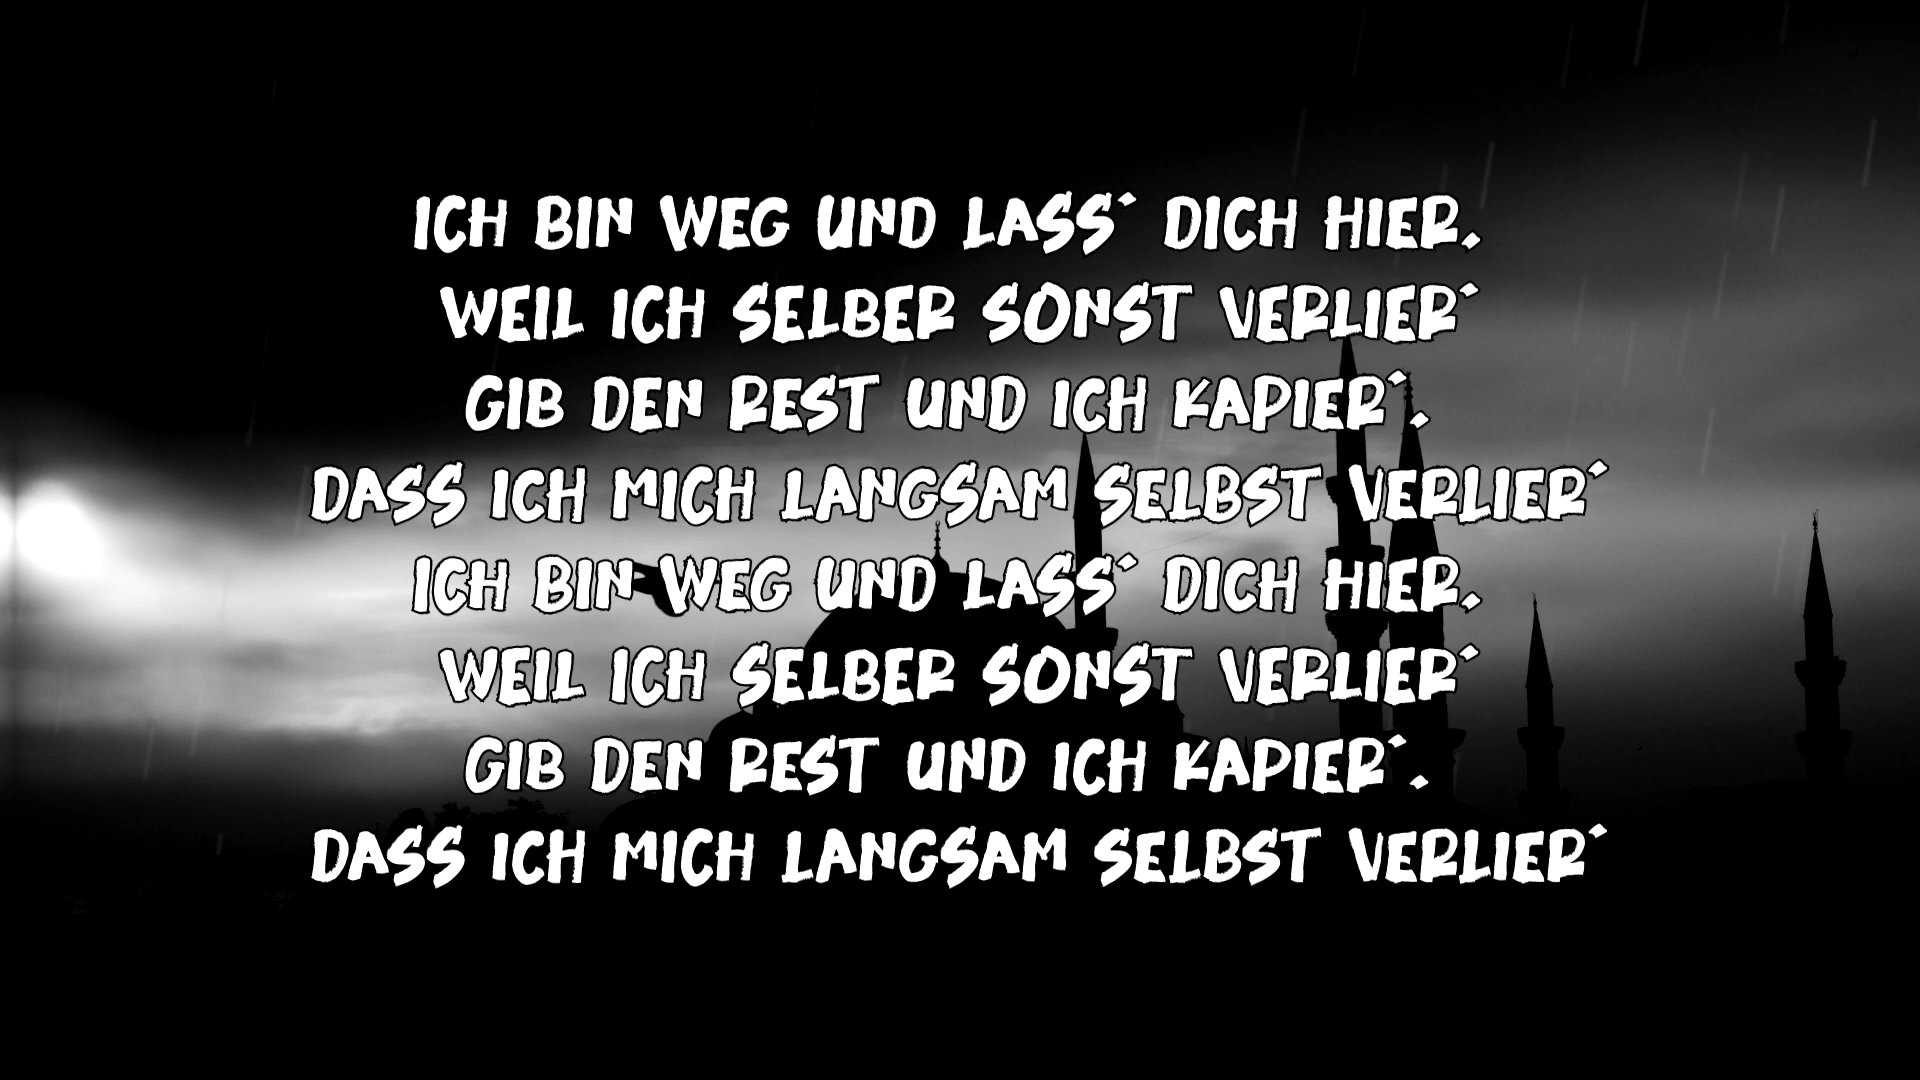 ICH BIN WEG UND LASS´ DICH HIER,
WEIL ICH SELBER SONST VERLIER´
GIB DEN REST UND ICH KAPIER´,
DASS ICH MICH LANGSAM SELBST VERLIER´
ICH BIN WEG UND LASS´ DICH HIER,
WEIL ICH SELBER SONST VERLIER´
GIB DEN REST UND ICH KAPIER´,
DASS ICH MICH LANGSAM SELBST VERLIER´